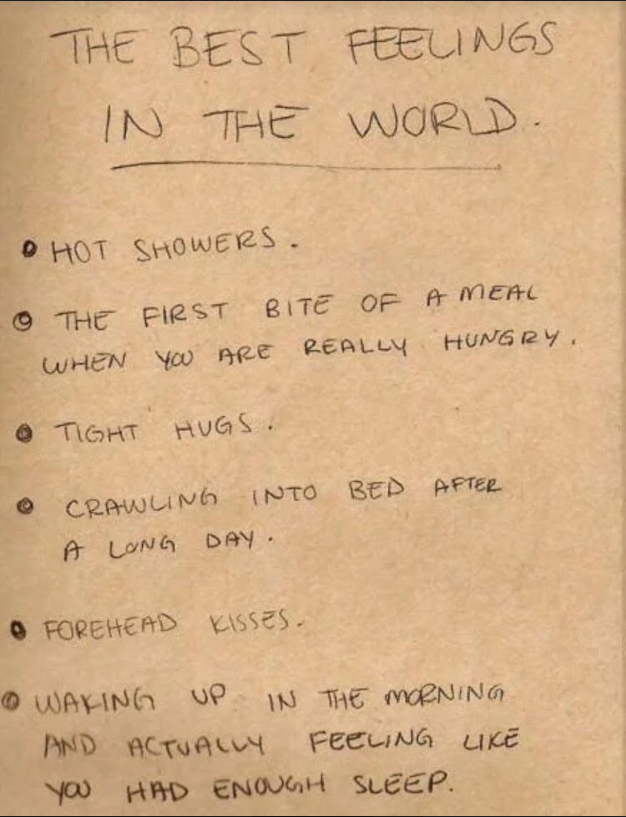 THE BEST FEELINGS
IN THE WORLD.
• HOT SHOWERS.
• THE FIRST BITE OF A MEAL
WHEN YOU ARE REALLY HUNGRY.
• TIGHT HUGS.
• CRAWLING INTO BED AFTER
A LONG DAY.
• FOREHEAD KISSES.
• WAKING UP IN THE MORNING
AND ACTUALLY FEELING LIKE
YOU HAD ENOUGH SLEEP.